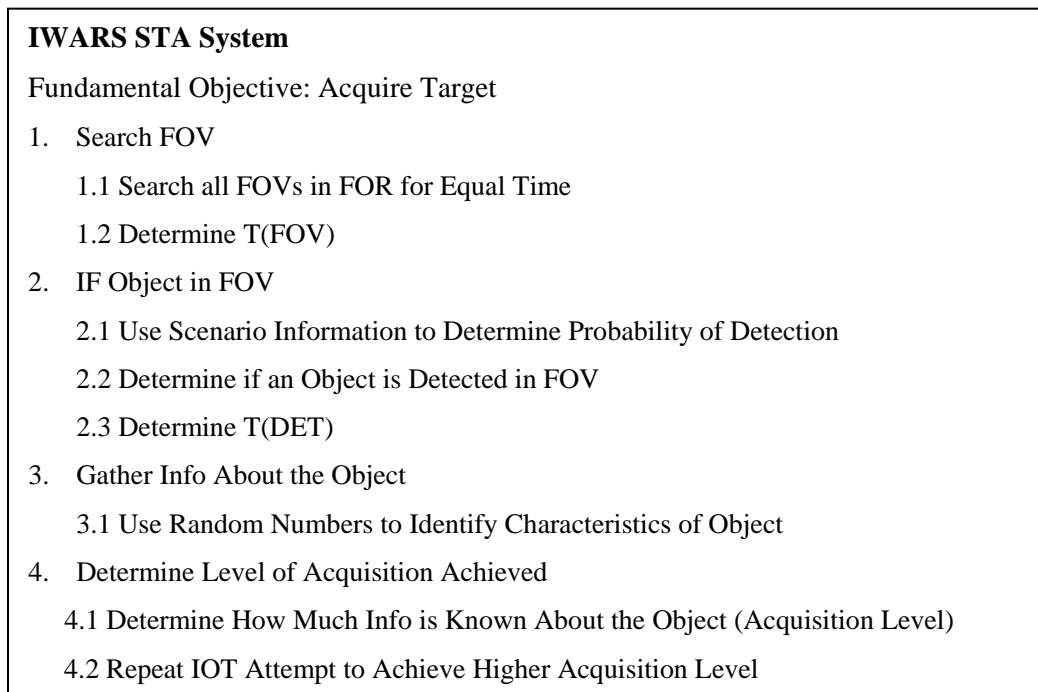 IWARS STA System
Fundamental Objective: Acquire Target
1. Search FOV
1.1 Search all FOVs in FOR for Equal Time
1.2 Determine T(FOV)
2. IF Object in FOV
2.1 Use Scenario Information to Determine Probability of Detection
2.2 Determine if an Object is Detected in FOV
2.3 Determine T(DET)
3. Gather Info About the Object
3.1 Use Random Numbers to Identify Characteristics of Object
4. Determine Level of Acquisition Achieved
4.1 Determine How Much Info is Known About the Object (Acquisition Level)
4.2 Repeat IOT Attempt to Achieve Higher Acquisition Level